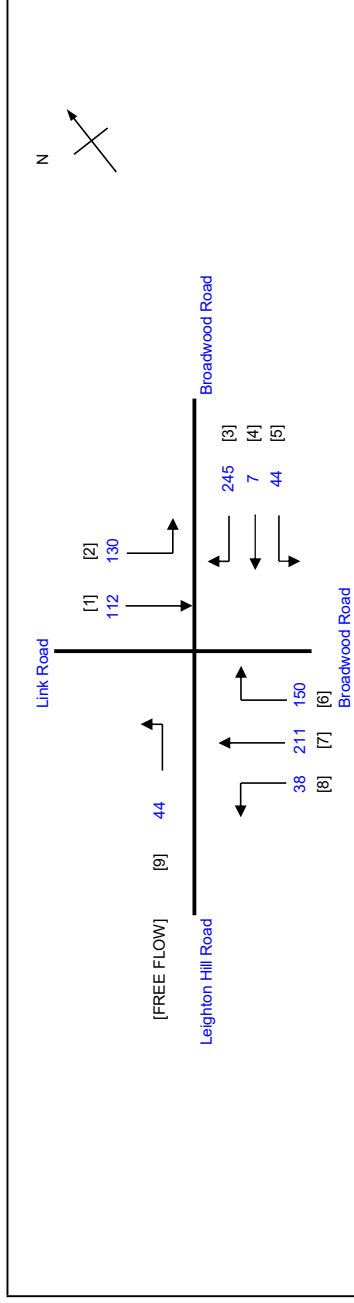 N
Link Road
[1] [2]
112 130
Broadwood Road
[FREE FLOW] [9] 44
Leighton Hill Road
245 [3]
7 [4]
44 [5]
38 211 150
[8] [7] [6]
Broadwood Road